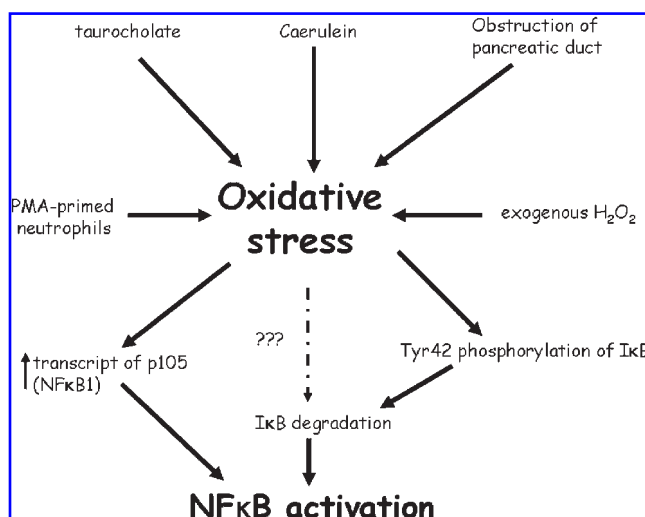 taurocholate
Caerulein
Obstruction of
pancreatic duct
PMA-primed
neutrophils
Oxidative
stress
exogenous H₂O₂
???
transcript of p105
(NFκB1)
Tyr42 phosphorylation of IκB
IκB degradation
NFκB activation